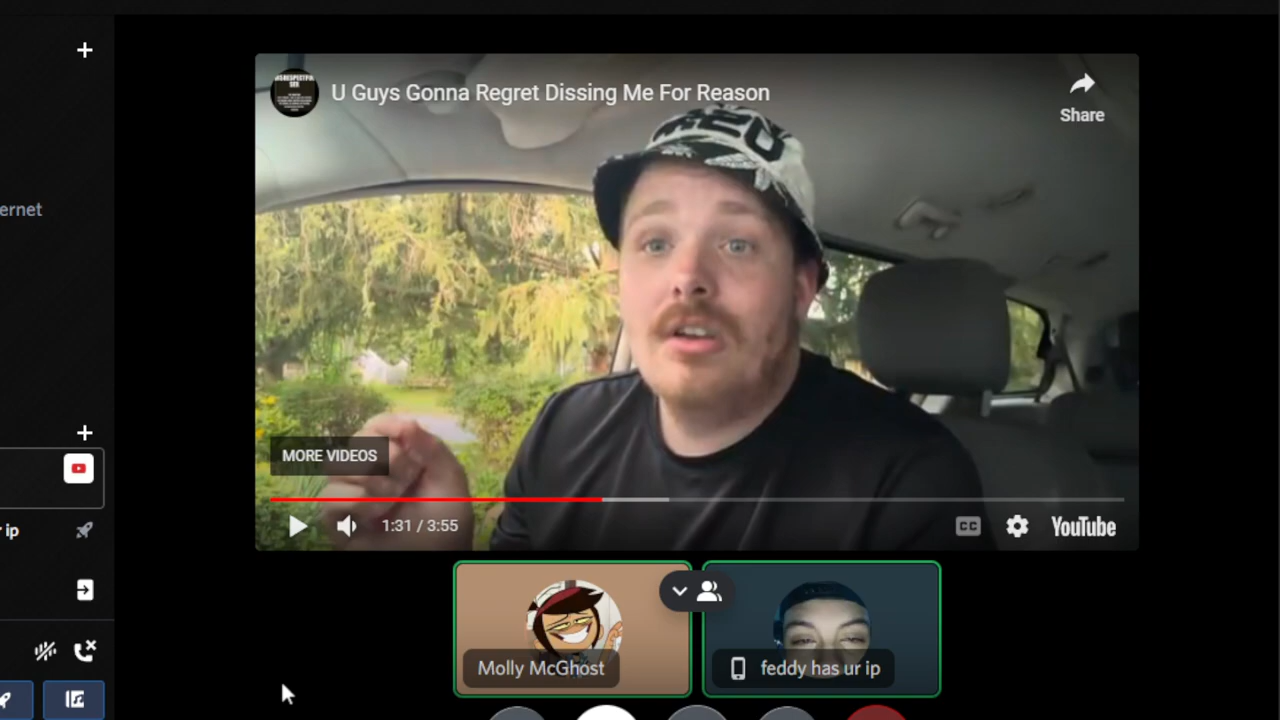 U Guys Gonna Regret Dissing Me For Reason
Share
ernet
MORE VIDEOS
1:31 / 3:55
CC
YouTube
r ip
Molly McGhost
feddy has ur ip